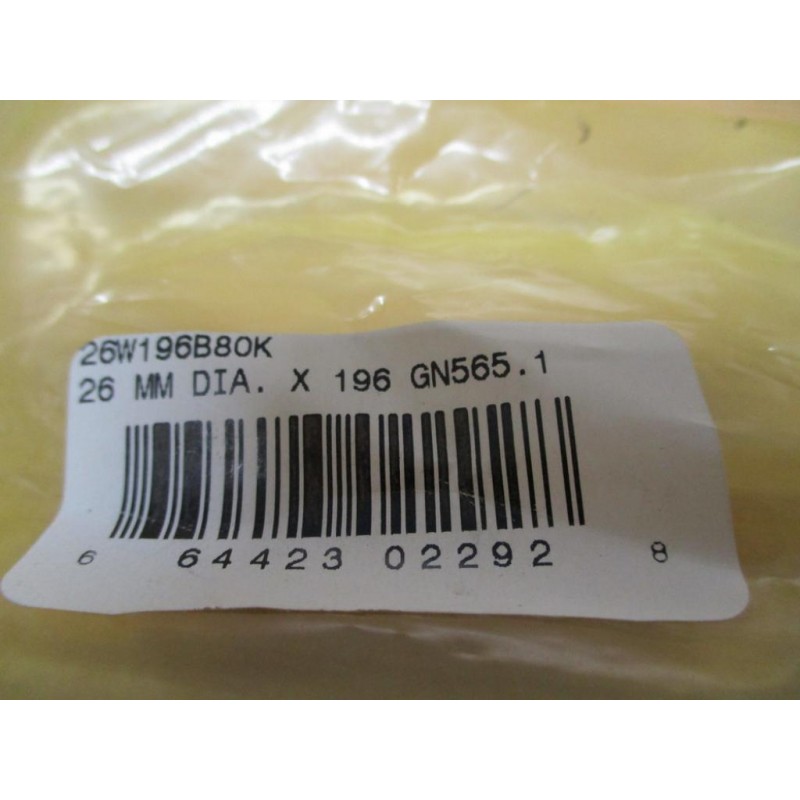 26W196B80K
26 MM DIA. X 196 GN565.1
6 64423 02292 8